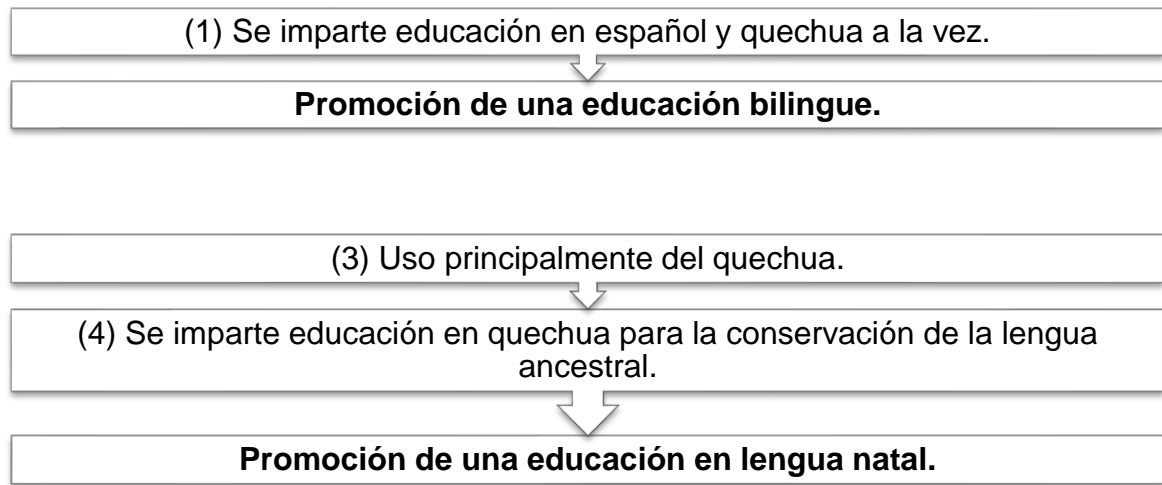 (1) Se imparte educación en español y quechua a la vez.
Promoción de una educación bilingue.
(3) Uso principalmente del quechua.
(4) Se imparte educación en quechua para la conservación de la lengua
ancestral.
Promoción de una educación en lengua natal.